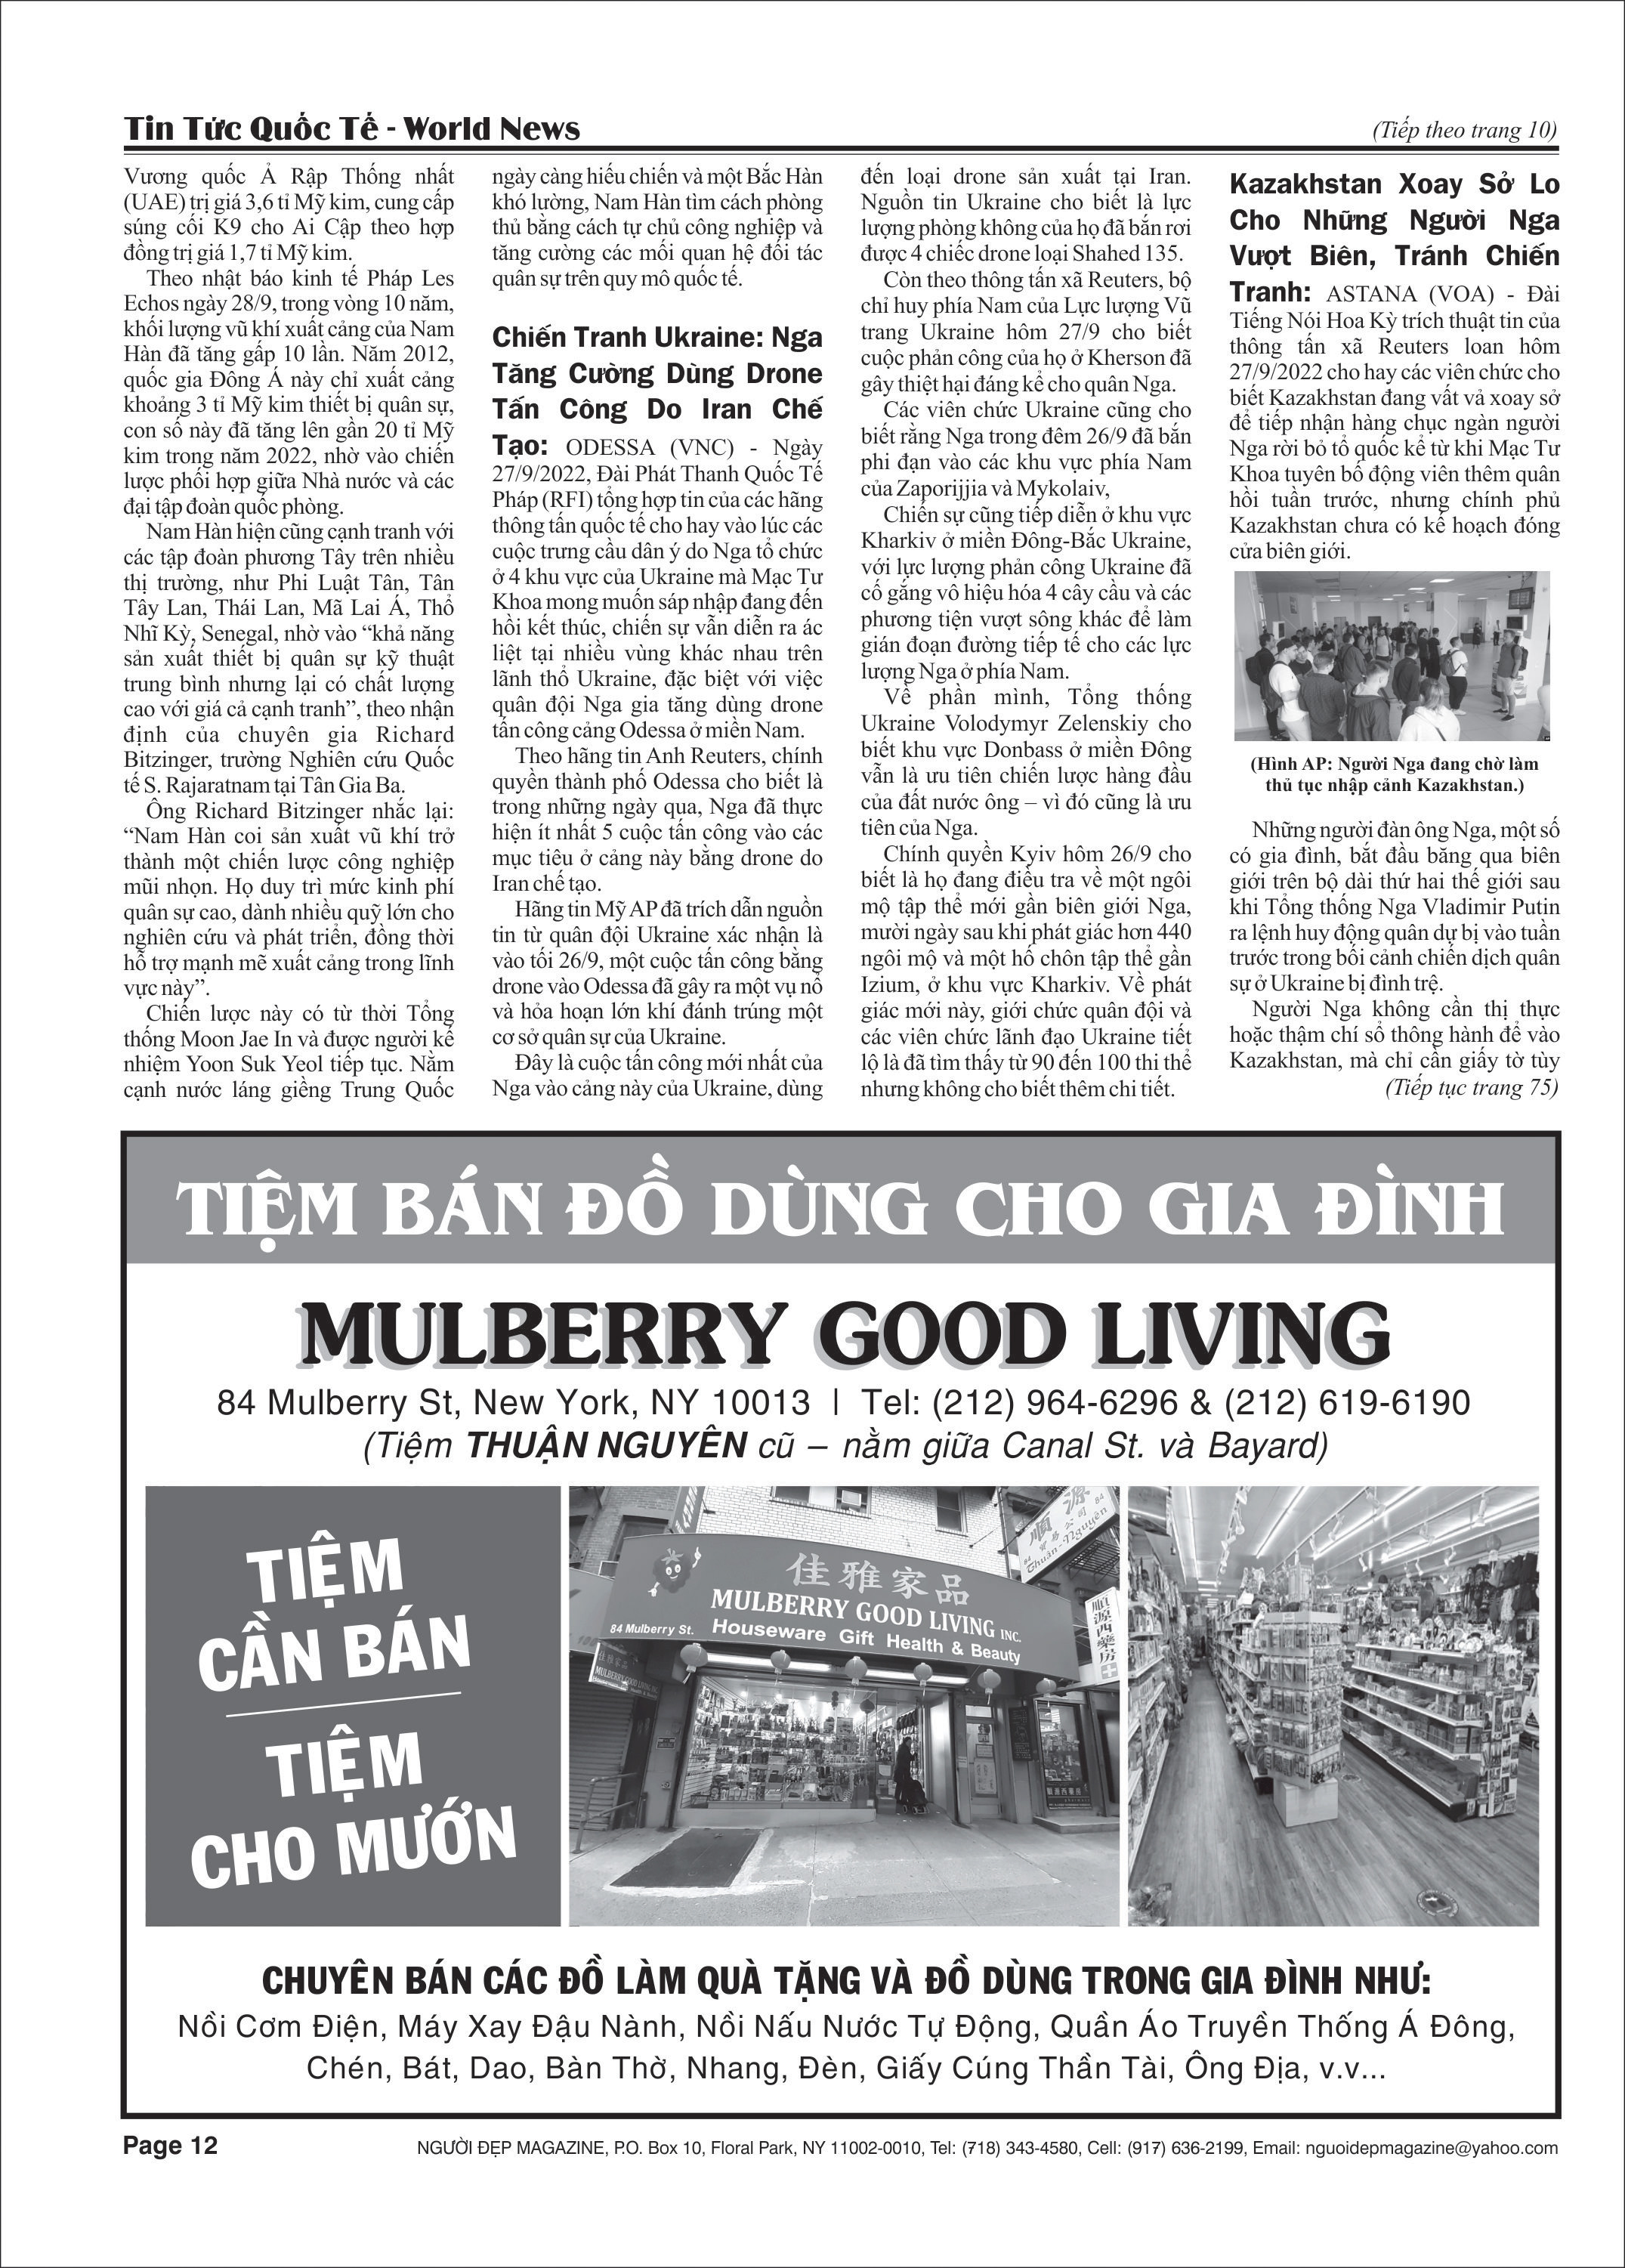 Tin Tức Quốc Tế - World News
(Tiếp theo trang 10)
Vương quốc Ả Rập Thống nhất
(UAE) trị giá 3,6 tỉ Mỹ kim, cung cấp
súng cối K9 cho Ai Cập theo hợp
đồng trị giá 1,7 tỉ Mỹ kim.
Theo nhật báo kinh tế Pháp Les
Echos ngày 28/9, trong vòng 10 năm,
khối lượng vũ khí xuất cảng của Nam
Hàn đã tăng gấp 10 lần. Năm 2012,
quốc gia Đông Á này chỉ xuất cảng
khoảng 3 tỉ Mỹ kim thiết bị quân sự,
con số này đã tăng lên gần 20 tỉ Mỹ
kim trong năm 2022, nhờ vào chiến
lược phối hợp giữa Nhà nước và các
đại tập đoàn quốc phòng.
Nam Hàn hiện cũng cạnh tranh với
các tập đoàn phương Tây trên nhiều
thị trường, như Phi Luật Tân, Tân
Tây Lan, Thái Lan, Mã Lai Á, Thổ
Nhĩ Kỳ, Senegal, nhờ vào “khả năng
sản xuất thiết bị quân sự kỹ thuật
trung bình nhưng lại có chất lượng
cao với giá cả cạnh tranh”, theo nhận
định của chuyên gia Richard
Bitzinger, trường Nghiên cứu Quốc
tế S. Rajaratnam tại Tân Gia Ba.
Ông Richard Bitzinger nhắc lại:
“Nam Hàn coi sản xuất vũ khí trở
thành một chiến lược công nghiệp
mũi nhọn. Họ duy trì mức kinh phí
quân sự cao, dành nhiều quỹ lớn cho
nghiên cứu và phát triển, đồng thời
hỗ trợ mạnh mẽ xuất cảng trong lĩnh
vực này”.
Chiến lược này có từ thời Tổng
thống Moon Jae In và được người kế
nhiệm Yoon Suk Yeol tiếp tục. Nằm
cạnh nước láng giềng Trung Quốc
ngày càng hiếu chiến và một Bắc Hàn
khó lường, Nam Hàn tìm cách phòng
thủ bằng cách tự chủ công nghiệp và
tăng cường các mối quan hệ đối tác
quân sự trên quy mô quốc tế.
Chiến Tranh Ukraine: Nga
Tăng Cường Dùng Drone
Tấn Công Do Iran Chế
Tạo: ODESSA (VNC) - Ngày
27/9/2022, Đài Phát Thanh Quốc Tế
Pháp (RFI) tổng hợp tin của các hãng
thông tấn quốc tế cho hay vào lúc các
cuộc trưng cầu dân ý do Nga tổ chức
ở 4 khu vực của Ukraine mà Mạc Tư
Khoa mong muốn sáp nhập đang đến
hồi kết thúc, chiến sự vẫn diễn ra ác
liệt tại nhiều vùng khác nhau trên
lãnh thổ Ukraine, đặc biệt với việc
quân đội Nga gia tăng dùng drone
tấn công cảng Odessa ở miền Nam.
Theo hãng tin Anh Reuters, chính
quyền thành phố Odessa cho biết là
trong những ngày qua, Nga đã thực
hiện ít nhất 5 cuộc tấn công vào các
mục tiêu ở cảng này bằng drone do
Iran chế tạo.
Hãng tin Mỹ AP đã trích dẫn nguồn
tin từ quân đội Ukraine xác nhận là
vào tối 26/9, một cuộc tấn công bằng
drone vào Odessa đã gây ra một vụ nổ
và hỏa hoạn lớn khí đánh trúng một
cơ sở quân sự của Ukraine.
Đây là cuộc tấn công mới nhất của
Nga vào cảng này của Ukraine, dùng
đến loại drone sản xuất tại Iran.
Nguồn tin Ukraine cho biết là lực
lượng phòng không của họ đã bắn rơi
được 4 chiếc drone loại Shahed 135.
Còn theo thông tấn xã Reuters, bộ
chỉ huy phía Nam của Lực lượng Vũ
trang Ukraine hôm 27/9 cho biết
cuộc phản công của họ ở Kherson đã
gây thiệt hại đáng kể cho quân Nga.
Các viên chức Ukraine cũng cho
biết rằng Nga trong đêm 26/9 đã bắn
phi đạn vào các khu vực phía Nam
của Zaporijjia và Mykolaiv,
Chiến sự cũng tiếp diễn ở khu vực
Kharkiv ở miền Đông-Bắc Ukraine,
với lực lượng phản công Ukraine đã
cố gắng vô hiệu hóa 4 cây cầu và các
phương tiện vượt sông khác để làm
gián đoạn đường tiếp tế cho các lực
lượng Nga ở phía Nam.
Về phần mình, Tổng thống
Ukraine Volodymyr Zelenskiy cho
biết khu vực Donbass ở miền Đông
vẫn là ưu tiên chiến lược hàng đầu
của đất nước ông – vì đó cũng là ưu
tiên của Nga.
Chính quyền Kyiv hôm 26/9 cho
biết là họ đang điều tra về một ngôi
mộ tập thể mới gần biên giới Nga,
mười ngày sau khi phát giác hơn 440
ngôi mộ và một hố chôn tập thể gần
Izium, ở khu vực Kharkiv. Về phát
giác mới này, giới chức quân đội và
các viên chức lãnh đạo Ukraine tiết
lộ là đã tìm thấy từ 90 đến 100 thi thể
nhưng không cho biết thêm chi tiết.
Kazakhstan Xoay Sở Lo
Cho Những Người Nga
Vượt Biên, Tránh Chiến
Tranh: ASTANA (VOA) - Đài
Tiếng Nói Hoa Kỳ trích thuật tin của
thông tấn xã Reuters loan hôm
27/9/2022 cho hay các viên chức cho
biết Kazakhstan đang vất vả xoay sở
để tiếp nhận hàng chục ngàn người
Nga rời bỏ tổ quốc kể từ khi Mạc Tư
Khoa tuyên bố động viên thêm quân
hồi tuần trước, nhưng chính phủ
Kazakhstan chưa có kế hoạch đóng
cửa biên giới.
(Hình AP: Người Nga đang chờ làm
thủ tục nhập cảnh Kazakhstan.)
Những người đàn ông Nga, một số
có gia đình, bắt đầu băng qua biên
giới trên bộ dài thứ hai thế giới sau
khi Tổng thống Nga Vladimir Putin
ra lệnh huy động quân dự bị vào tuần
trước trong bối cảnh chiến dịch quân
sự ở Ukraine bị đình trệ.
Người Nga không cần thị thực
hoặc thậm chí sổ thông hành để vào
Kazakhstan, mà chỉ cần giấy tờ tùy
(Tiếp tục trang 75)
TIỆM BÁN ĐỒ DÙNG CHO GIA ĐÌNH
MULBERRY GOOD LIVING
84 Mulberry St, New York, NY 10013 | Tel: (212) 964-6296 & (212) 619-6190
(Tiệm THUẬN NGUYÊN cũ – nằm giữa Canal St. và Bayard)
TIỆM
CẦN BÁN
TIỆM
CHO MƯỚN
佳雅家品
MULBERRY GOOD LIVING INC.
84 Mulberry St. Houseware Gift Health & Beauty
順源
84 Thuận-Nguyên
順源西藥房
佳雅家品
MULBERRY GOOD LIVING INC
CHUYÊN BÁN CÁC ĐỒ LÀM QUÀ TẶNG VÀ ĐỒ DÙNG TRONG GIA ĐÌNH NHƯ:
Nồi Cơm Điện, Máy Xay Đậu Nành, Nồi Nấu Nước Tự Động, Quần Áo Truyền Thống Á Đông,
Chén, Bát, Dao, Bàn Thờ, Nhang, Đèn, Giấy Cúng Thần Tài, Ông Địa, v.v...
Page 12
NGƯỜI ĐẸP MAGAZINE, P.O. Box 10, Floral Park, NY 11002-0010, Tel: (718) 343-4580, Cell: (917) 636-2199, Email: nguoidepmagazine@yahoo.com